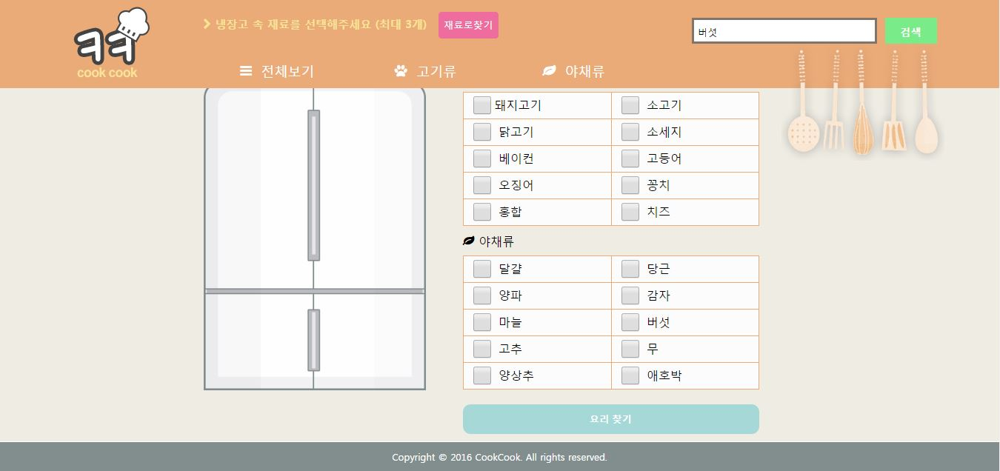 쿡쿡
cook cook
냉장고 속 재료를 선택해주세요 (최대 3개) 재료로찾기
버섯 검색
전체보기 고기류 야채류
돼지고기 소고기
닭고기 소세지
베이컨 고등어
오징어 꽁치
홍합 치즈
야채류
달걀 당근
양파 감자
마늘 버섯
고추 무
양상추 애호박
요리 찾기
Copyright © 2016 CookCook. All rights reserved.